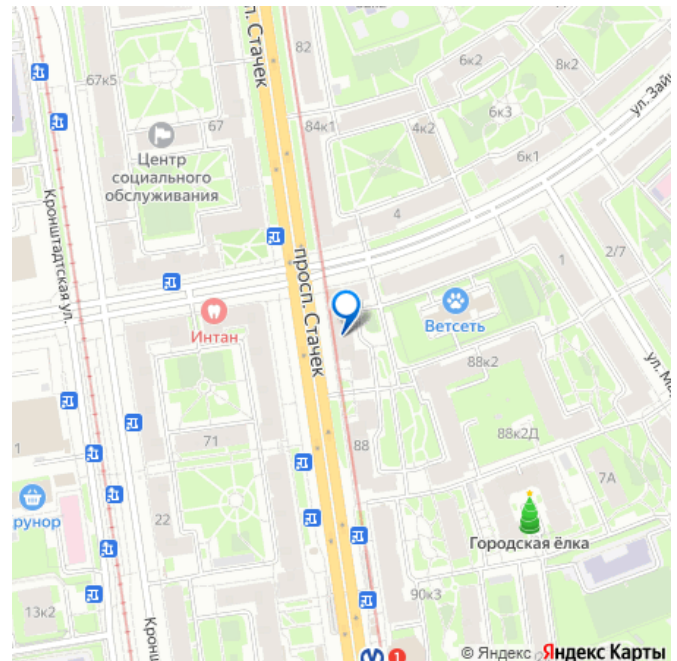 просп. Стачек
82
6к2
8к2
67к5
67
84к1
4к2
6к3
ул. Зай
Центр
социального
обслуживания
6к1
Кронштадтская ул.
4
1
2/7
просп. Стачек
Интан
Ветсеть
88к2
ул. Ма
71
88
88к2Д
1
7А
рунор
22
Городская ёлка
13к2
90к3
1
© Яндекс Яндекс Карты